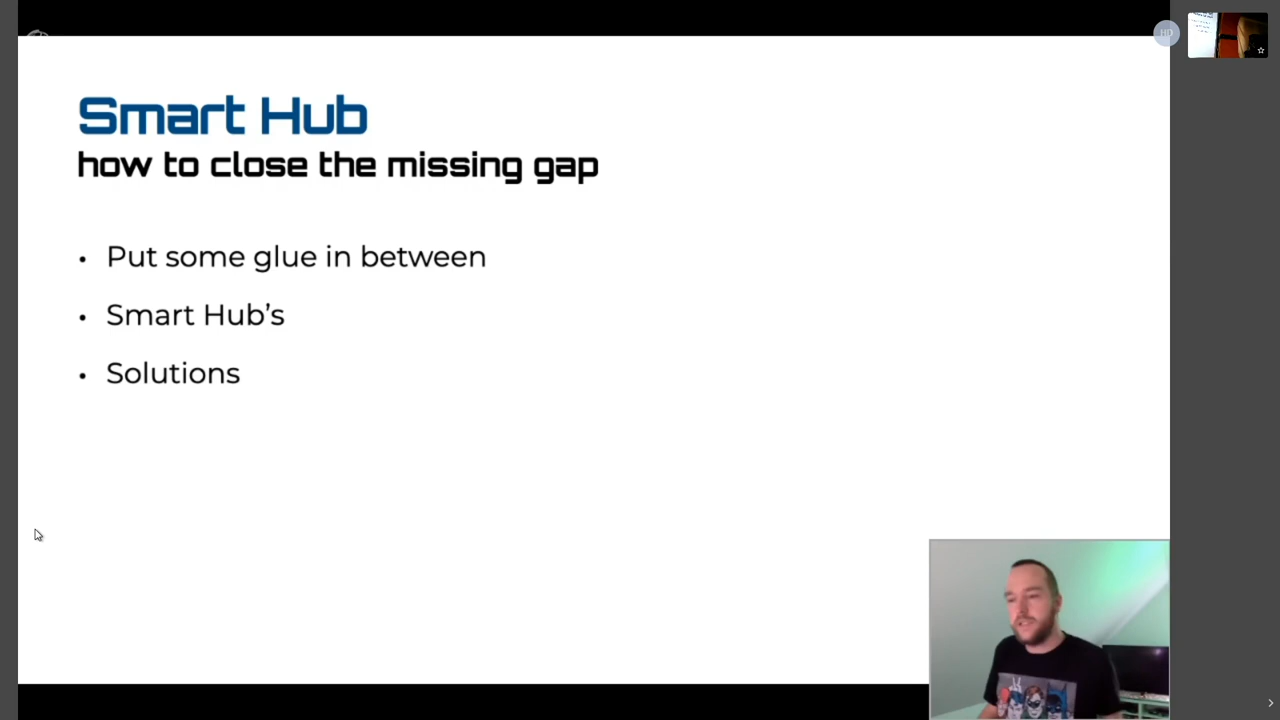 Smart Hub
how to close the missing gap
• Put some glue in between
• Smart Hub’s
• Solutions